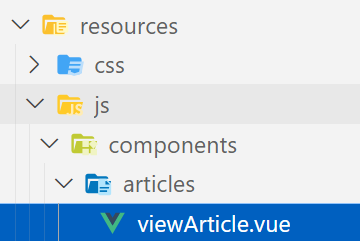 resources
css
js
components
articles
viewArticle.vue